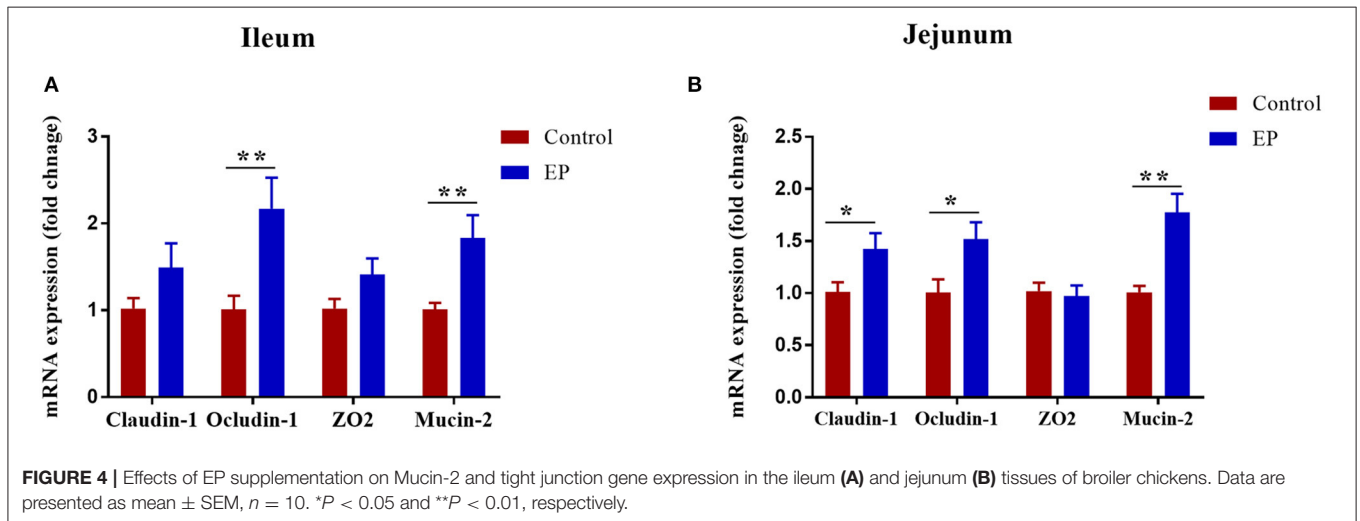 Ileum
Jejunum
A
mRNA expression (fold chnage)
3
2
1
0
**
**
Control
EP
Claudin-1 Ocludin-1 ZO2 Mucin-2
B
mRNA expression (fold chnage)
2.5
2.0
1.5
1.0
0.5
0.0
*
*
**
Control
EP
Claudin-1 Ocludin-1 ZO2 Mucin-2
FIGURE 4 | Effects of EP supplementation on Mucin-2 and tight junction gene expression in the ileum (A) and jejunum (B) tissues of broiler chickens. Data are
presented as mean ± SEM, n = 10. *P < 0.05 and **P < 0.01, respectively.